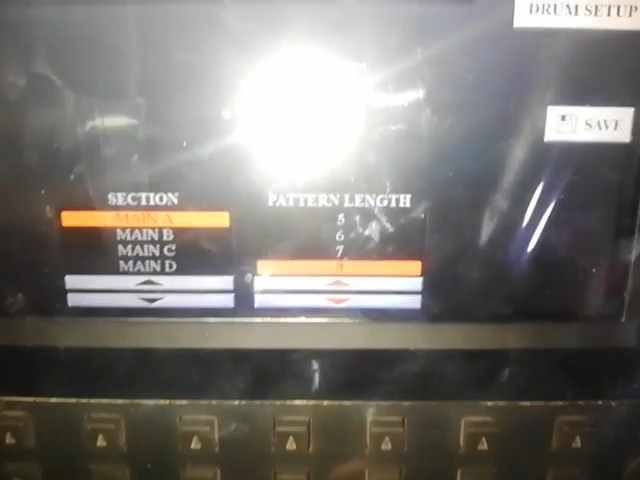 DRUM SETUP
SAVE
SECTION
PATTERN LENGTH
MAIN A
5
MAIN B
6
MAIN C
7
MAIN D
8